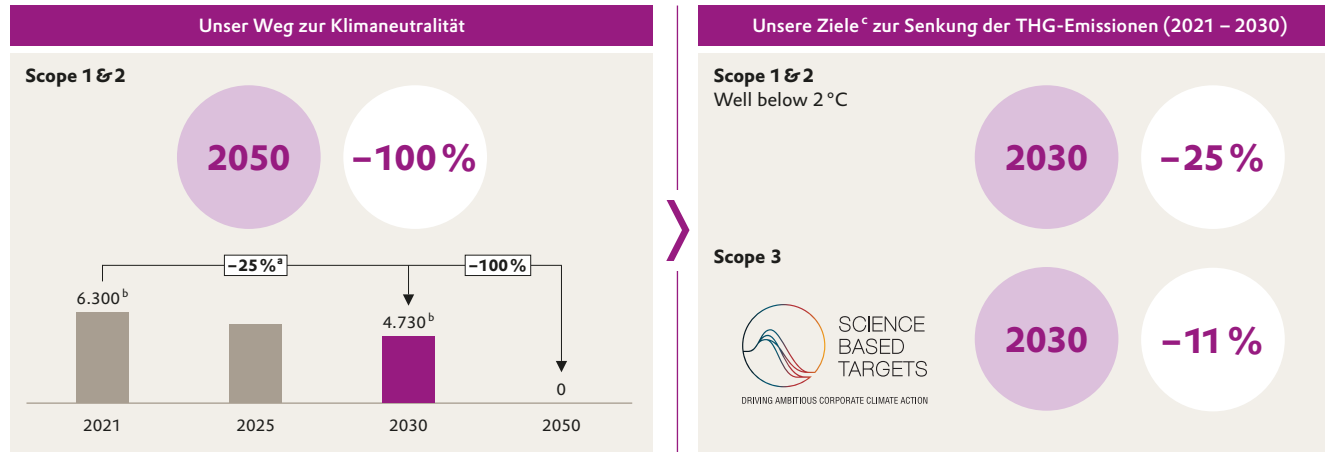 Unser Weg zur Klimaneutralität
Scope 1 & 2
2050
–100 %
–25 %ᵃ
–100 %
6.300ᵇ
4.730ᵇ
0
2021
2025
2030
2050
Unsere Zieleᶜ zur Senkung der THG-Emissionen (2021 – 2030)
Scope 1 & 2
Well below 2 °C
2030
–25 %
Scope 3
SCIENCE
BASED
TARGETS
DRIVING AMBITIOUS CORPORATE CLIMATE ACTION
2030
–11 %